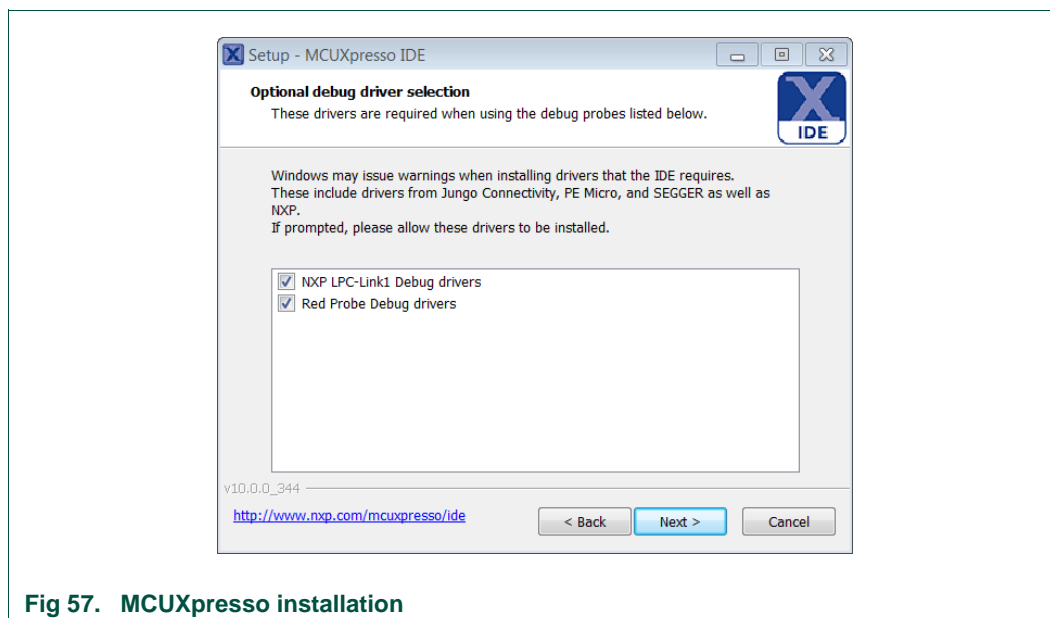 Setup - MCUXpresso IDE
Optional debug driver selection
These drivers are required when using the debug probes listed below.
X
IDE
Windows may issue warnings when installing drivers that the IDE requires.
These include drivers from Jungo Connectivity, PE Micro, and SEGGER as well as
NXP.
If prompted, please allow these drivers to be installed.
NXP LPC-Link1 Debug drivers
Red Probe Debug drivers
v10.0.0_344
http://www.nxp.com/mcuxpresso/ide
< Back
Next >
Cancel
Fig 57. MCUXpresso installation